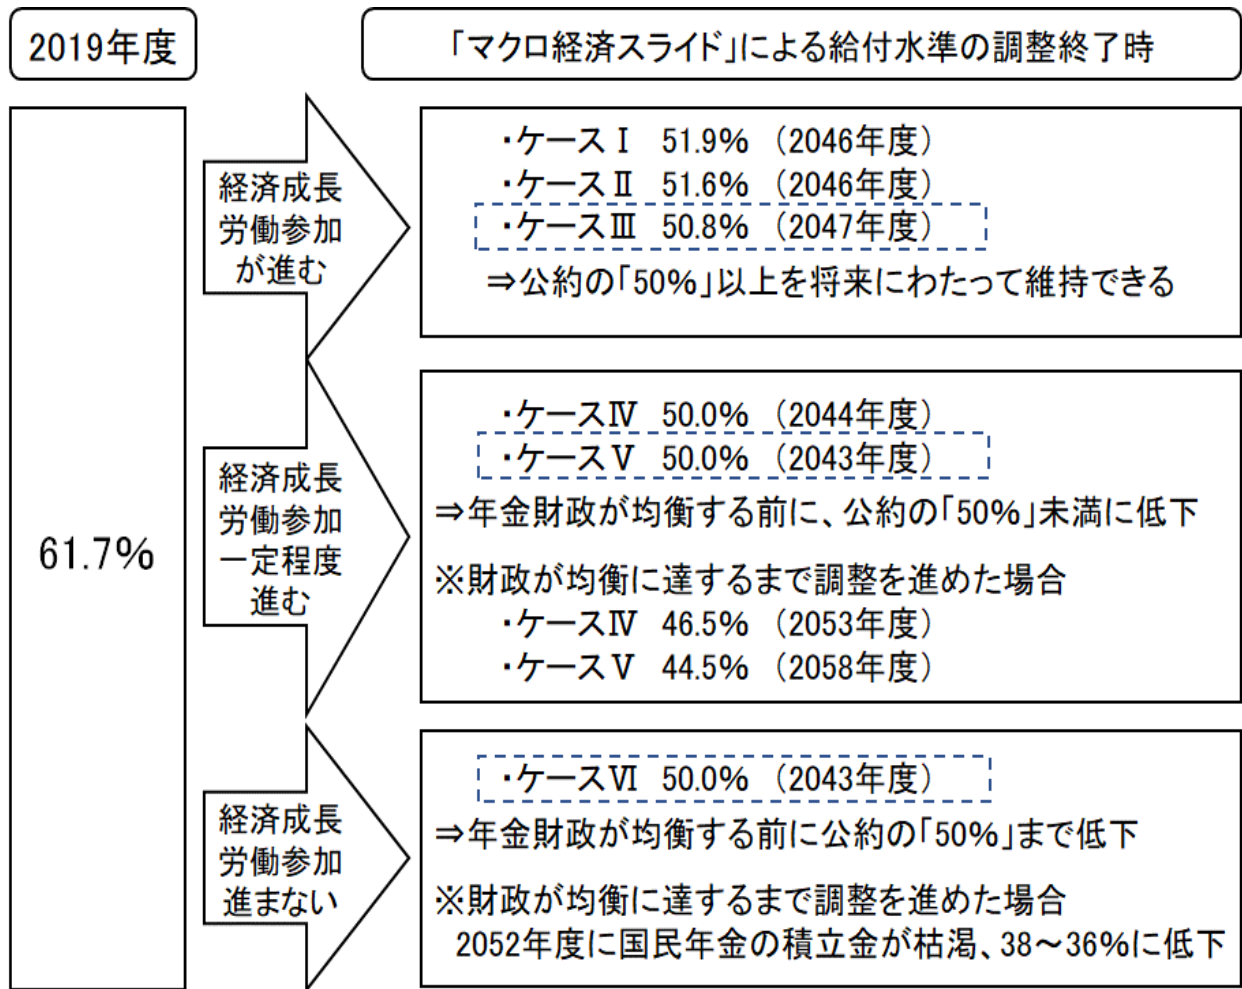 2019年度
「マクロ経済スライド」による給付水準の調整終了時
61.7%
経済成長
労働参加
が進む
・ケースⅠ 51.9% （2046年度）
・ケースⅡ 51.6% （2046年度）
・ケースⅢ 50.8% （2047年度）
⇒公約の「50%」以上を将来にわたって維持できる
経済成長
労働参加
一定程度
進む
・ケースⅣ 50.0% （2044年度）
・ケースⅤ 50.0% （2043年度）
⇒年金財政が均衡する前に、公約の「50%」未満に低下
※財政が均衡に達するまで調整を進めた場合
・ケースⅣ 46.5% （2053年度）
・ケースⅤ 44.5% （2058年度）
経済成長
労働参加
進まない
・ケースⅥ 50.0% （2043年度）
⇒年金財政が均衡する前に公約の「50%」まで低下
※財政が均衡に達するまで調整を進めた場合
2052年度に国民年金の積立金が枯渇、38～36%に低下